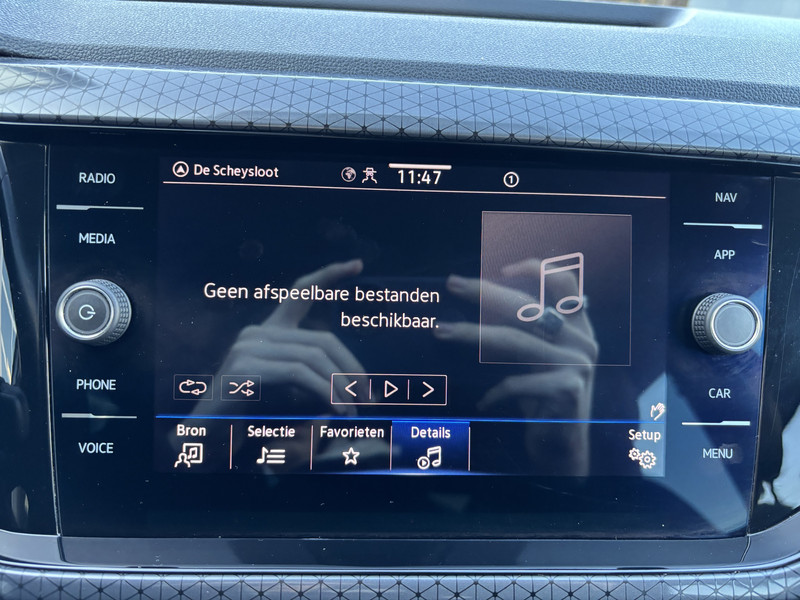 De Scheysloot
11:47
1
RADIO
MEDIA
PHONE
VOICE
NAV
APP
CAR
MENU
Geen afspeelbare bestanden
beschikbaar.
Bron
Selectie
Favorieten
Details
Setup